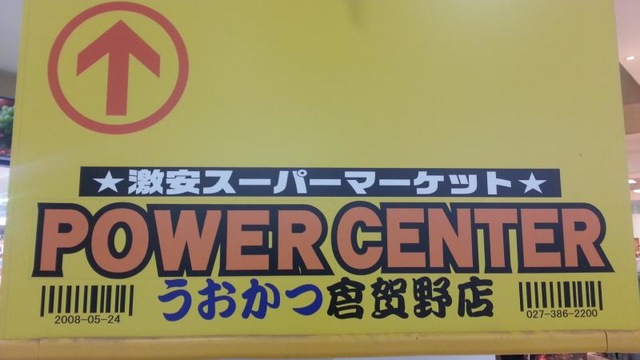 ★激安スーパーマーケット★
POWER CENTER
うおかつ倉賀野店
2008-05-24
027-386-2200